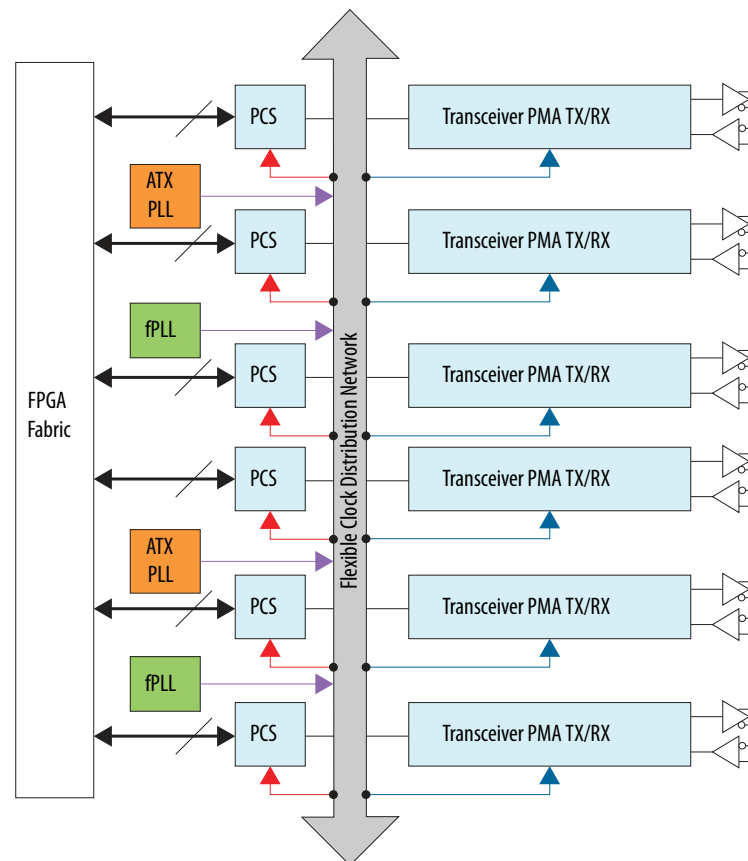 PCS
Transceiver PMA TX/RX
ATX
PLL
PCS
Transceiver PMA TX/RX
fPLL
PCS
Transceiver PMA TX/RX
FPGA
Fabric
Flexible Clock Distribution Network
PCS
Transceiver PMA TX/RX
ATX
PLL
PCS
Transceiver PMA TX/RX
fPLL
PCS
Transceiver PMA TX/RX